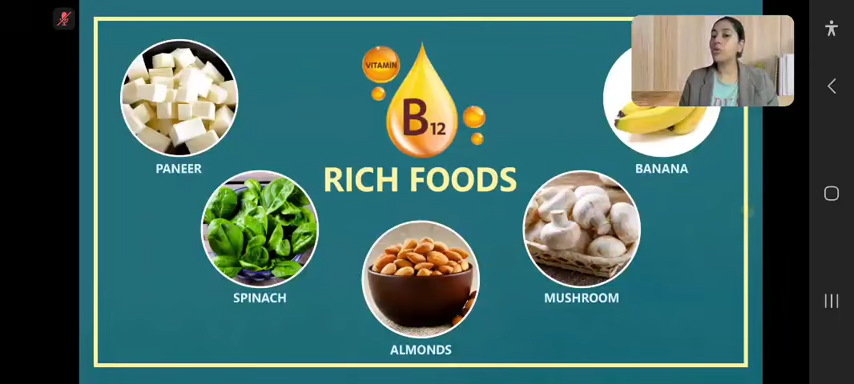 VITAMIN
B12
RICH FOODS
PANEER
BANANA
SPINACH
MUSHROOM
ALMONDS